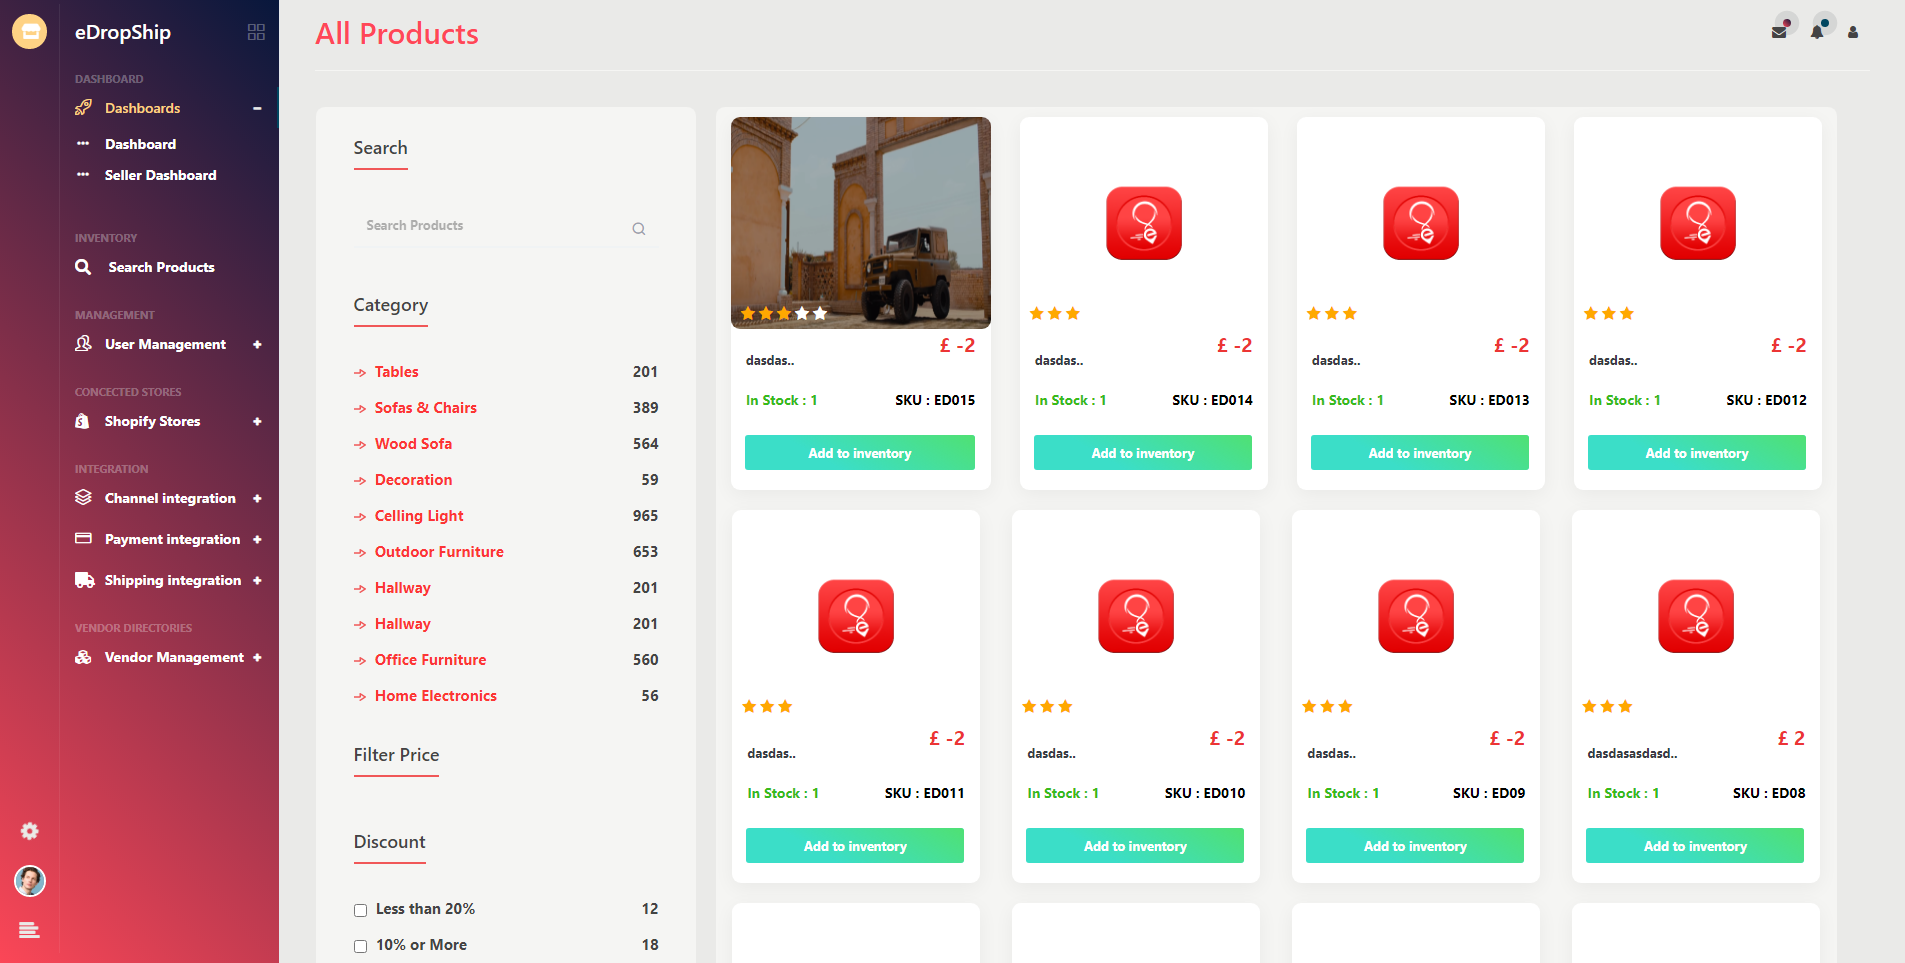 eDropShip
DASHBOARD
Dashboards
Dashboard
Seller Dashboard
INVENTORY
Search Products
MANAGEMENT
User Management
CONCECTED STORES
Shopify Stores
INTEGRATION
Channel integration
Payment integration
Shipping integration
VENDOR DIRECTORIES
Vendor Management
All Products
Search
Search Products
Category
Tables 201
Sofas & Chairs 389
Wood Sofa 564
Decoration 59
Celling Light 965
Outdoor Furniture 653
Hallway 201
Hallway 201
Office Furniture 560
Home Electronics 56
Filter Price
Discount
Less than 20% 12
10% or More 18
£ -2
dasdas..
In Stock : 1 SKU : ED015
Add to inventory
£ -2
dasdas..
In Stock : 1 SKU : ED014
Add to inventory
£ -2
dasdas..
In Stock : 1 SKU : ED013
Add to inventory
£ -2
dasdas..
In Stock : 1 SKU : ED012
Add to inventory
£ -2
dasdas..
In Stock : 1 SKU : ED011
Add to inventory
£ -2
dasdas..
In Stock : 1 SKU : ED010
Add to inventory
£ -2
dasdas..
In Stock : 1 SKU : ED09
Add to inventory
£ 2
dasdasasdasd..
In Stock : 1 SKU : ED08
Add to inventory